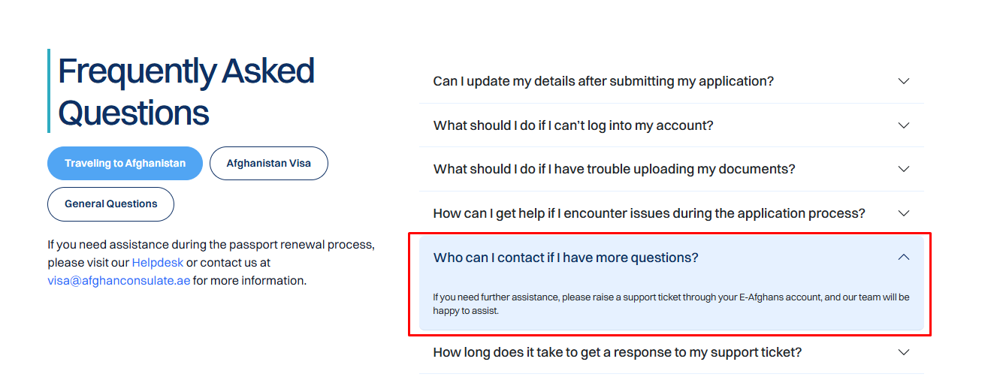 Frequently Asked
Questions
Traveling to Afghanistan
Afghanistan Visa
General Questions
If you need assistance during the passport renewal process,
please visit our Helpdesk or contact us at
visa@afghanconsulate.ae for more information.
Can I update my details after submitting my application?
What should I do if I can’t log into my account?
What should I do if I have trouble uploading my documents?
How can I get help if I encounter issues during the application process?
Who can I contact if I have more questions?
If you need further assistance, please raise a support ticket through your E-Afghans account, and our team will be
happy to assist.
How long does it take to get a response to my support ticket?